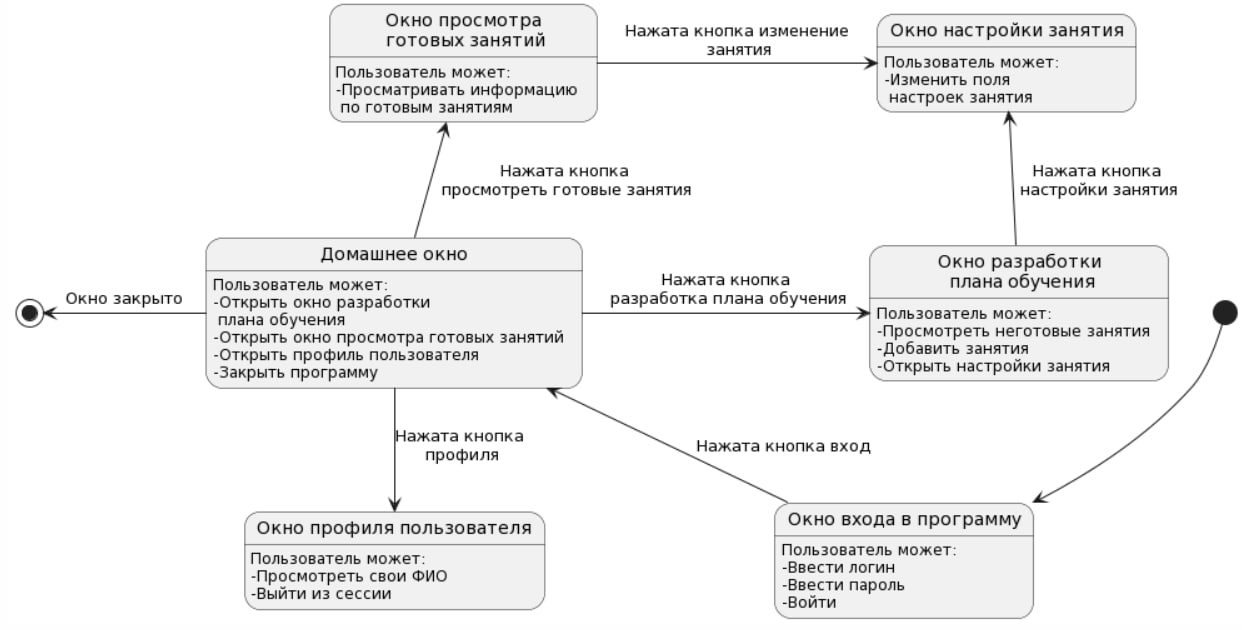 Окно просмотра
готовых занятий
Пользователь может:
-Просматривать информацию
по готовым занятиям
Нажата кнопка изменение
занятия
Окно настройки занятия
Пользователь может:
-Изменить поля
настроек занятия
Нажата кнопка
просмотреть готовые занятия
Нажата кнопка
настройки занятия
Окно закрыто
Домашнее окно
Пользователь может:
-Открыть окно разработки
плана обучения
-Открыть окно просмотра готовых занятий
-Открыть профиль пользователя
-Закрыть программу
Нажата кнопка
разработка плана обучения
Окно разработки
плана обучения
Пользователь может:
-Просмотреть неготовые занятия
-Добавить занятия
-Открыть настройки занятия
Нажата кнопка
профиля
Нажата кнопка вход
Окно профиля пользователя
Пользователь может:
-Просмотреть свои ФИО
-Выйти из сессии
Окно входа в программу
Пользователь может:
-Ввести логин
-Ввести пароль
-Войти